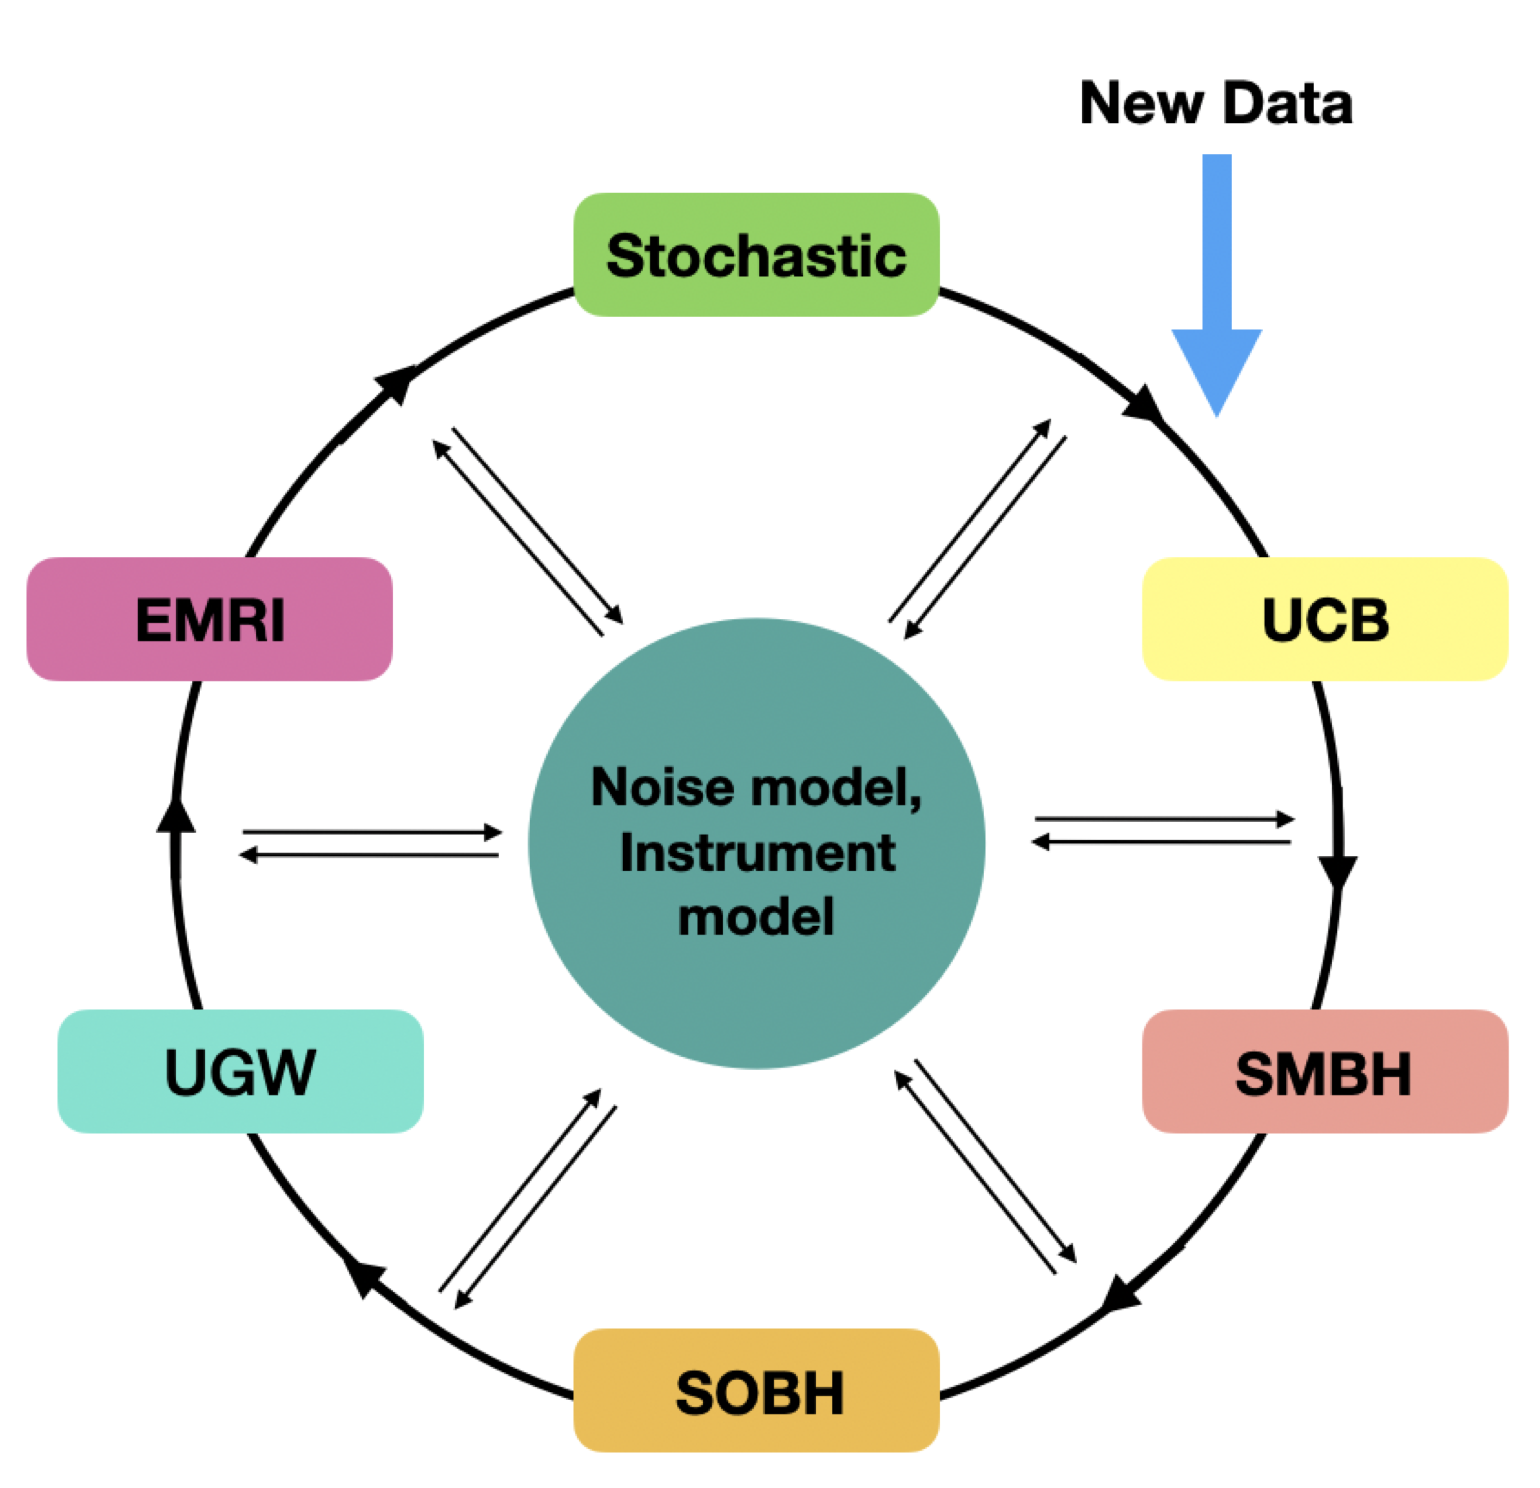 New Data
Stochastic
EMRI
UCB
Noise model,
Instrument
model
UGW
SMBH
SOBH